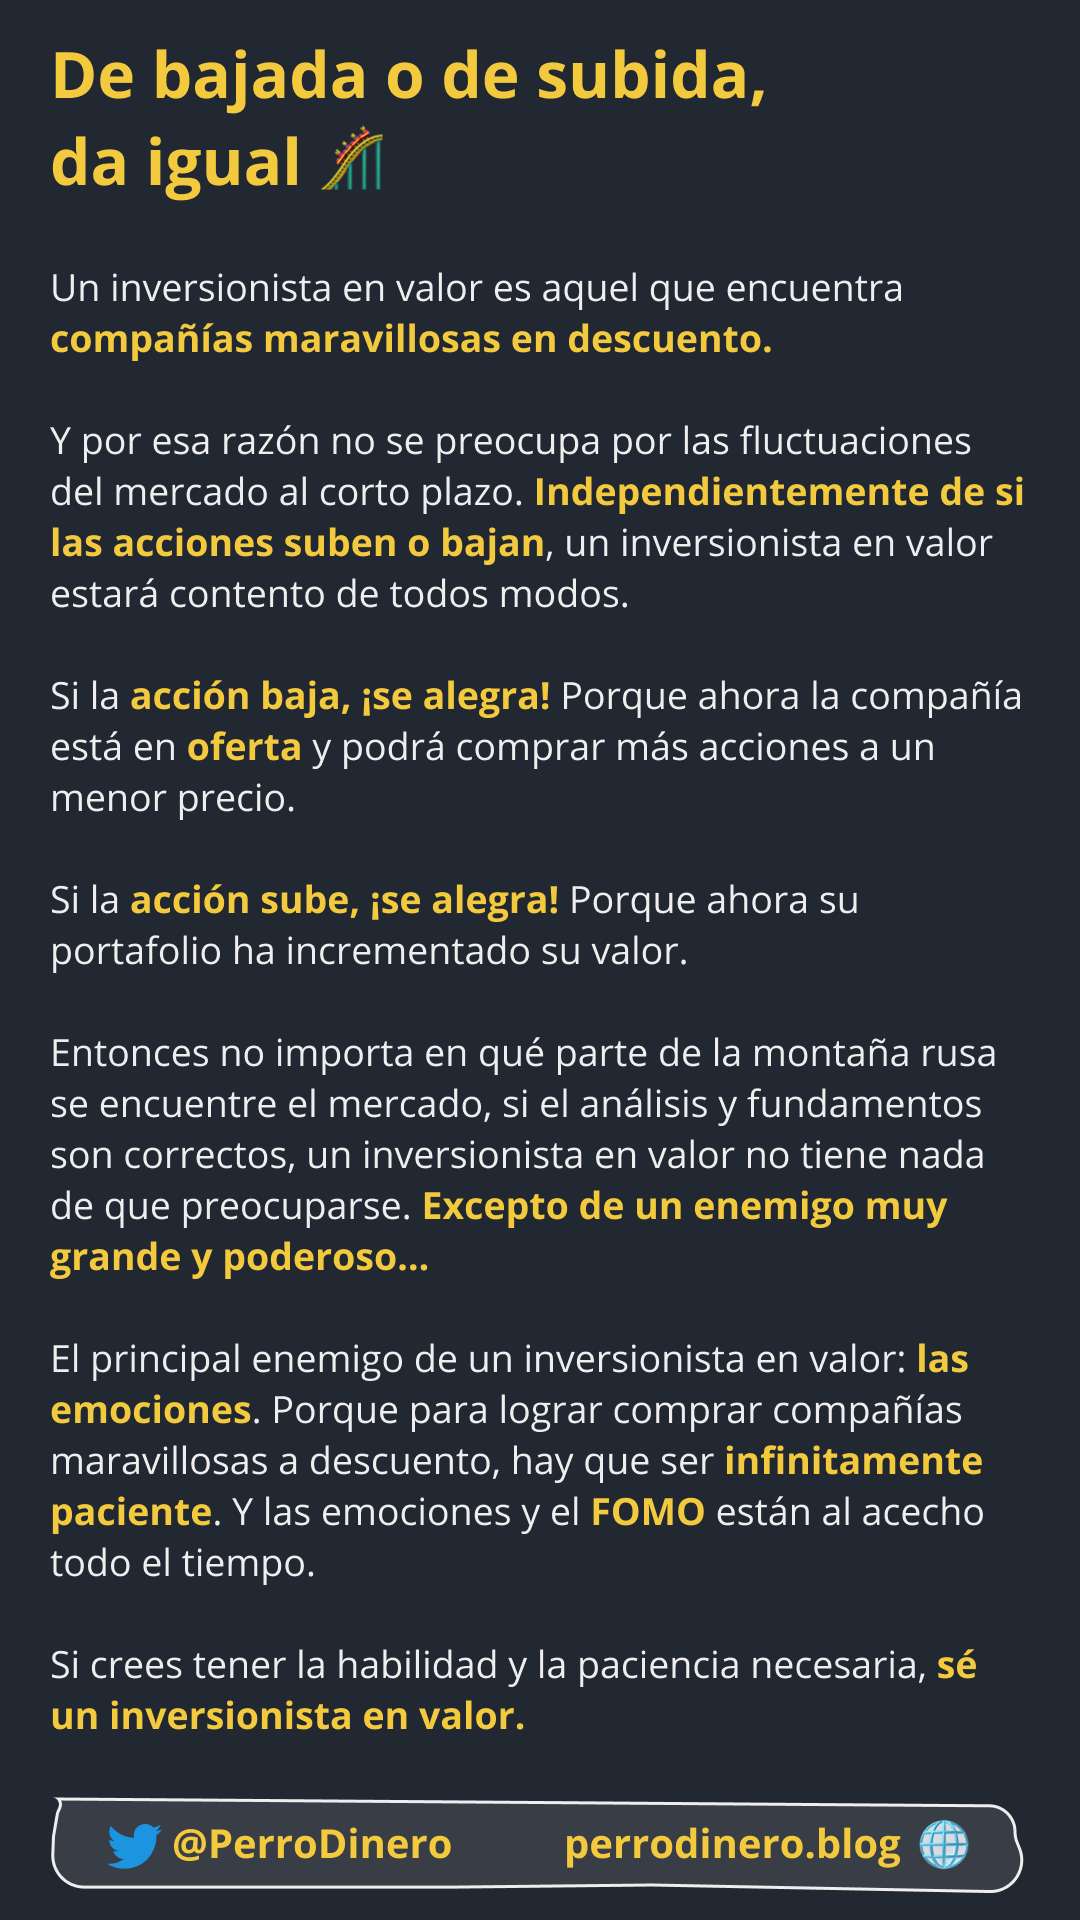 De bajada o de subida,
da igual 🎢
Un inversionista en valor es aquel que encuentra
compañías maravillosas en descuento.
Y por esa razón no se preocupa por las fluctuaciones
del mercado al corto plazo. Independientemente de si
las acciones suben o bajan, un inversionista en valor
estará contento de todos modos.
Si la acción baja, ¡se alegra! Porque ahora la compañía
está en oferta y podrá comprar más acciones a un
menor precio.
Si la acción sube, ¡se alegra! Porque ahora su
portafolio ha incrementado su valor.
Entonces no importa en qué parte de la montaña rusa
se encuentre el mercado, si el análisis y fundamentos
son correctos, un inversionista en valor no tiene nada
de que preocuparse. Excepto de un enemigo muy
grande y poderoso...
El principal enemigo de un inversionista en valor: las
emociones. Porque para lograr comprar compañías
maravillosas a descuento, hay que ser infinitamente
paciente. Y las emociones y el FOMO están al acecho
todo el tiempo.
Si crees tener la habilidad y la paciencia necesaria, sé
un inversionista en valor.
@PerroDinero
perrodinero.blog